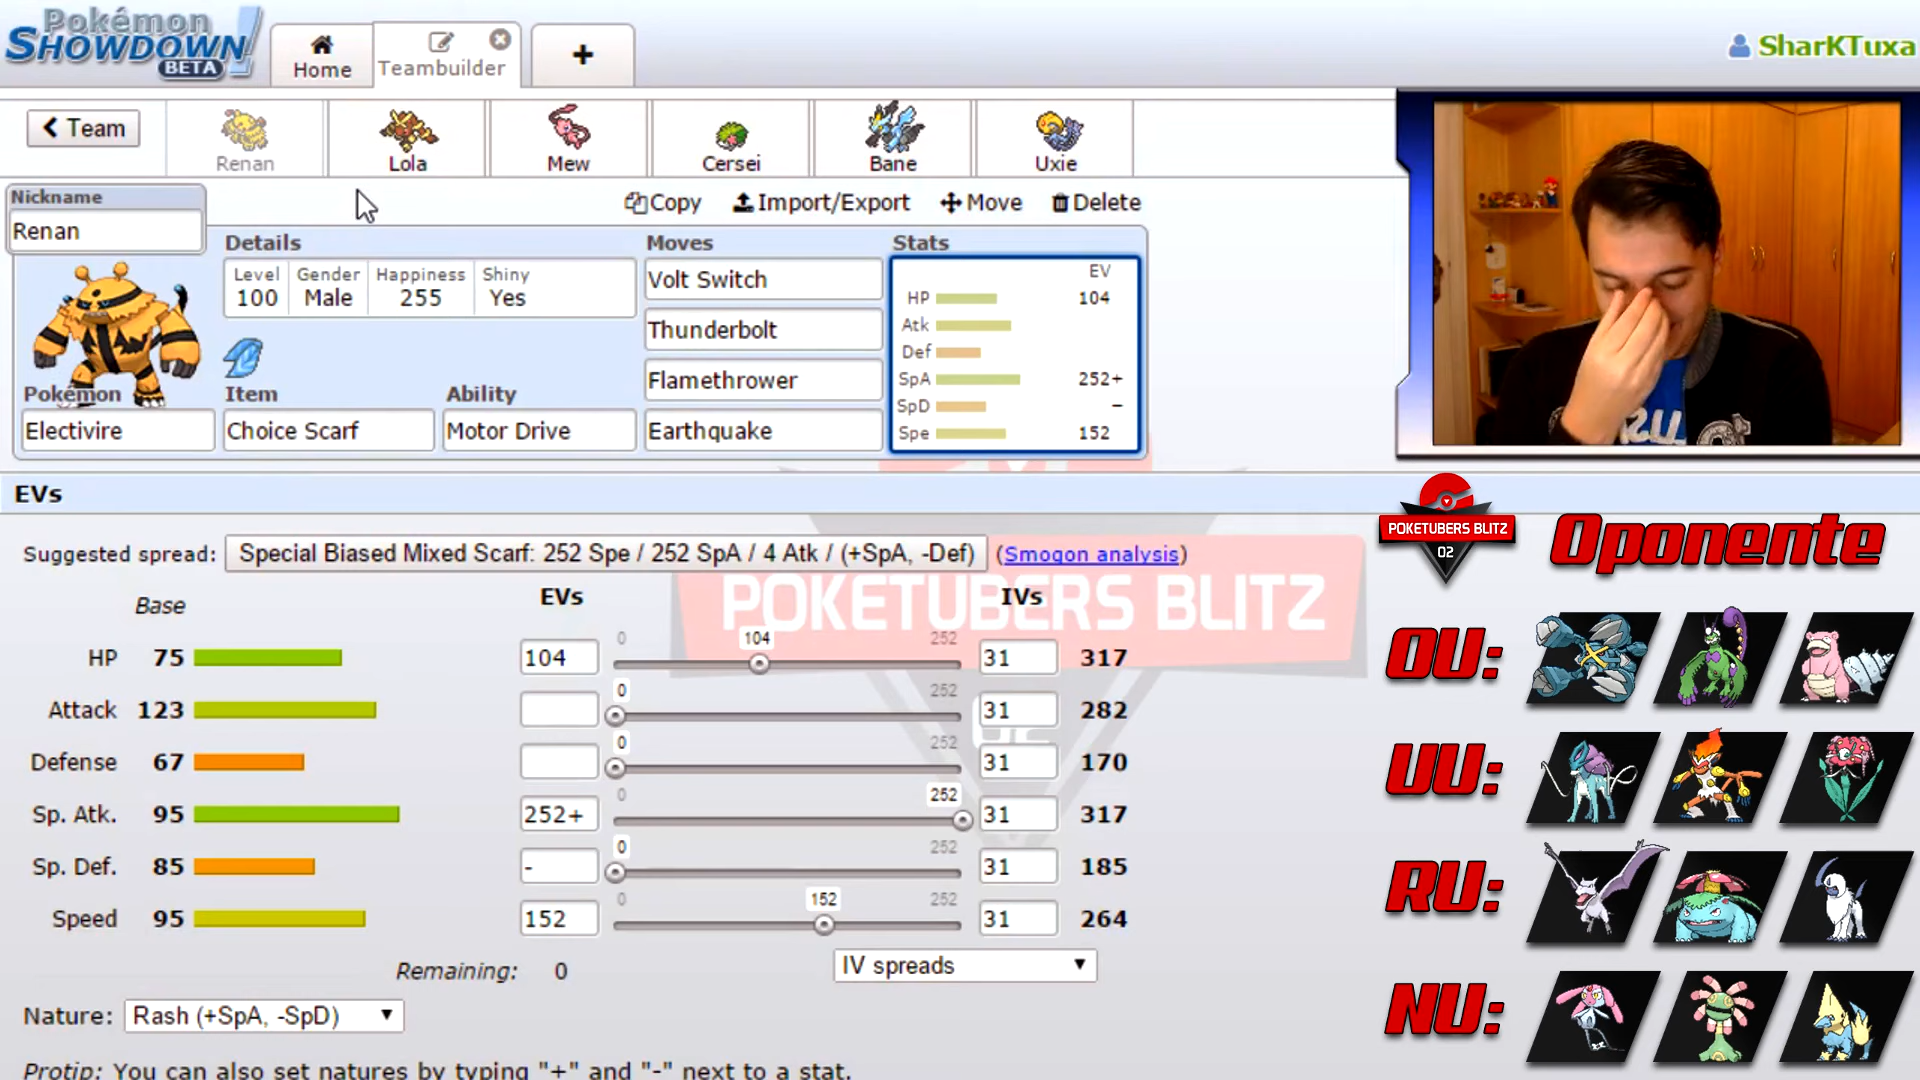 Pokémon
SHOWDOWN!
BETA
Home
Teambuilder
+
SharKTuxa
Team
Renan
Lola
Mew
Cersei
Bane
Uxie
Nickname
Renan
Copy
Import/Export
Move
Delete
Details
Level
100
Gender
Male
Happiness
255
Shiny
Yes
Pokémon
Electivire
Item
Choice Scarf
Ability
Motor Drive
Moves
Volt Switch
Thunderbolt
Flamethrower
Earthquake
Stats
EV
HP 104
Atk
Def
SpA 252+
SpD −
Spe 152
EVs
Suggested spread: Special Biased Mixed Scarf: 252 Spe / 252 SpA / 4 Atk / (+SpA, -Def) (Smogon analysis)
Base EVs IVs
HP 75 104 0 104 252 31 317
Attack 123 0 252 31 282
Defense 67 0 252 31 170
Sp. Atk. 95 252+ 0 252 31 317
Sp. Def. 85 - 0 252 31 185
Speed 95 152 0 152 252 31 264
Remaining: 0
IV spreads
Nature: Rash (+SpA, -SpD)
Protip: You can also set natures by typing "+" and "-" next to a stat.
POKETUBERS BLITZ
02
POKETUBERS BLITZ
02
Oponente
OU:
UU:
RU:
NU: